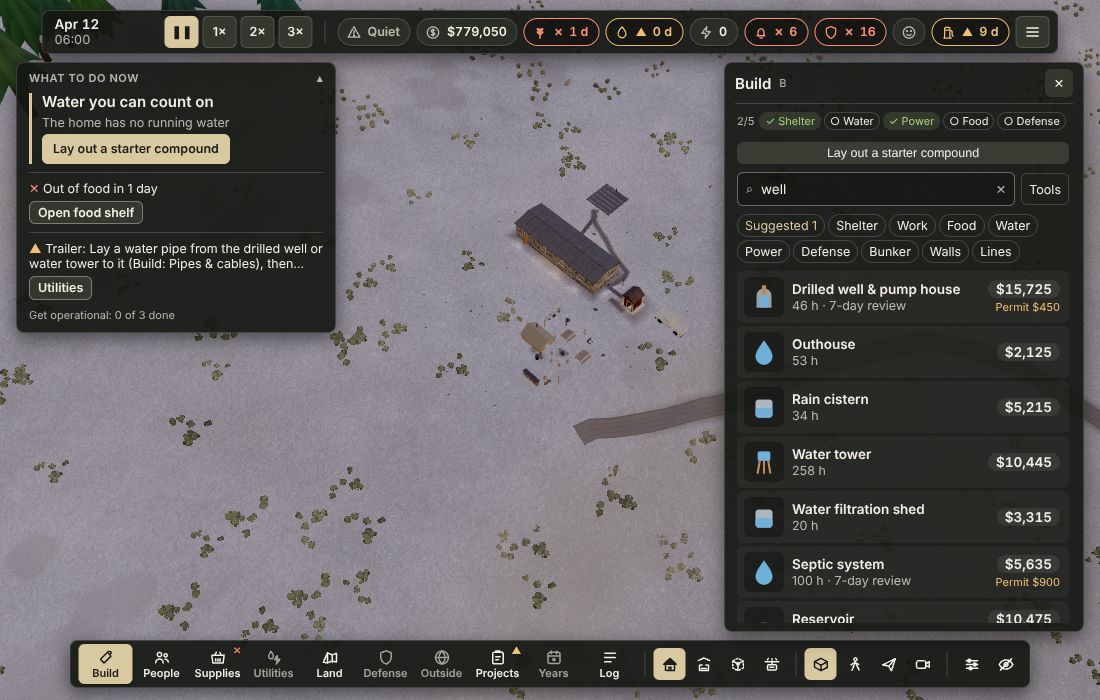 Apr 12
06:00
1×
2×
3×
Quiet
$779,050
× 1 d
▲ 0 d
0
× 6
× 16
▲ 9 d
WHAT TO DO NOW
Water you can count on
The home has no running water
Lay out a starter compound
× Out of food in 1 day
Open food shelf
▲ Trailer: Lay a water pipe from the drilled well or
water tower to it (Build: Pipes & cables), then...
Utilities
Get operational: 0 of 3 done
Build B
2/5
✓ Shelter
Water
✓ Power
Food
Defense
Lay out a starter compound
well
Tools
Suggested 1
Shelter
Work
Food
Water
Power
Defense
Bunker
Walls
Lines
Drilled well & pump house
$15,725
46 h · 7-day review
Permit $450
Outhouse
$2,125
53 h
Rain cistern
$5,215
34 h
Water tower
$10,445
258 h
Water filtration shed
$3,315
20 h
Septic system
$5,635
100 h · 7-day review
Permit $900
Reservoir
$10,475
Build
People
Supplies
Utilities
Land
Defense
Outside
Projects
Years
Log